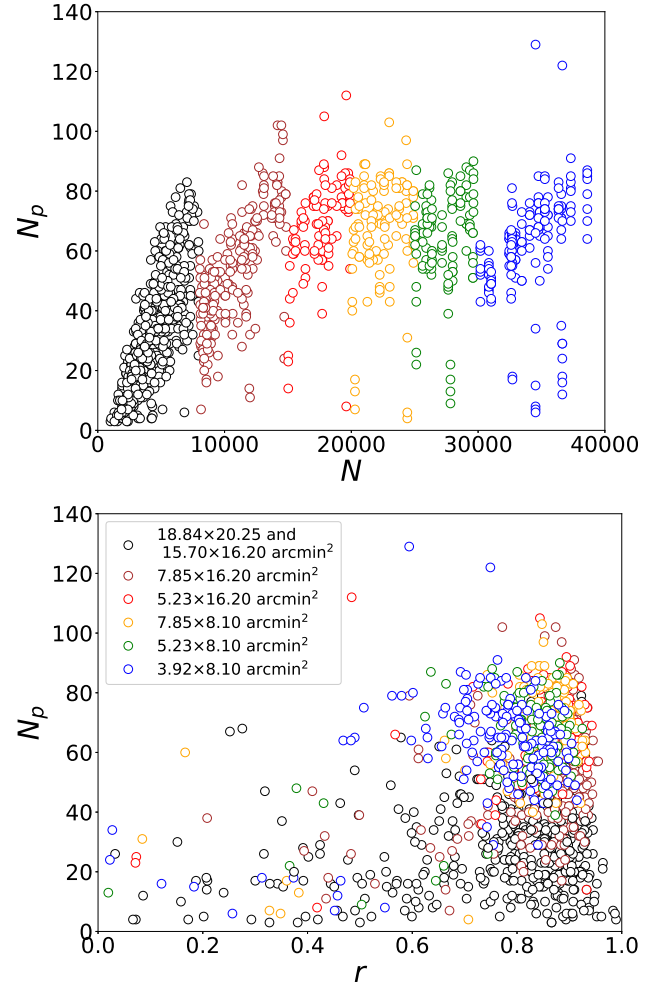 140
120
100
80
60
40
20
0
N_p
0 10000 20000 30000 40000
N
140
120
100
80
60
40
20
0
N_p
18.84×20.25 and
15.70×16.20 arcmin²
7.85×16.20 arcmin²
5.23×16.20 arcmin²
7.85×8.10 arcmin²
5.23×8.10 arcmin²
3.92×8.10 arcmin²
0.0 0.2 0.4 0.6 0.8 1.0
r